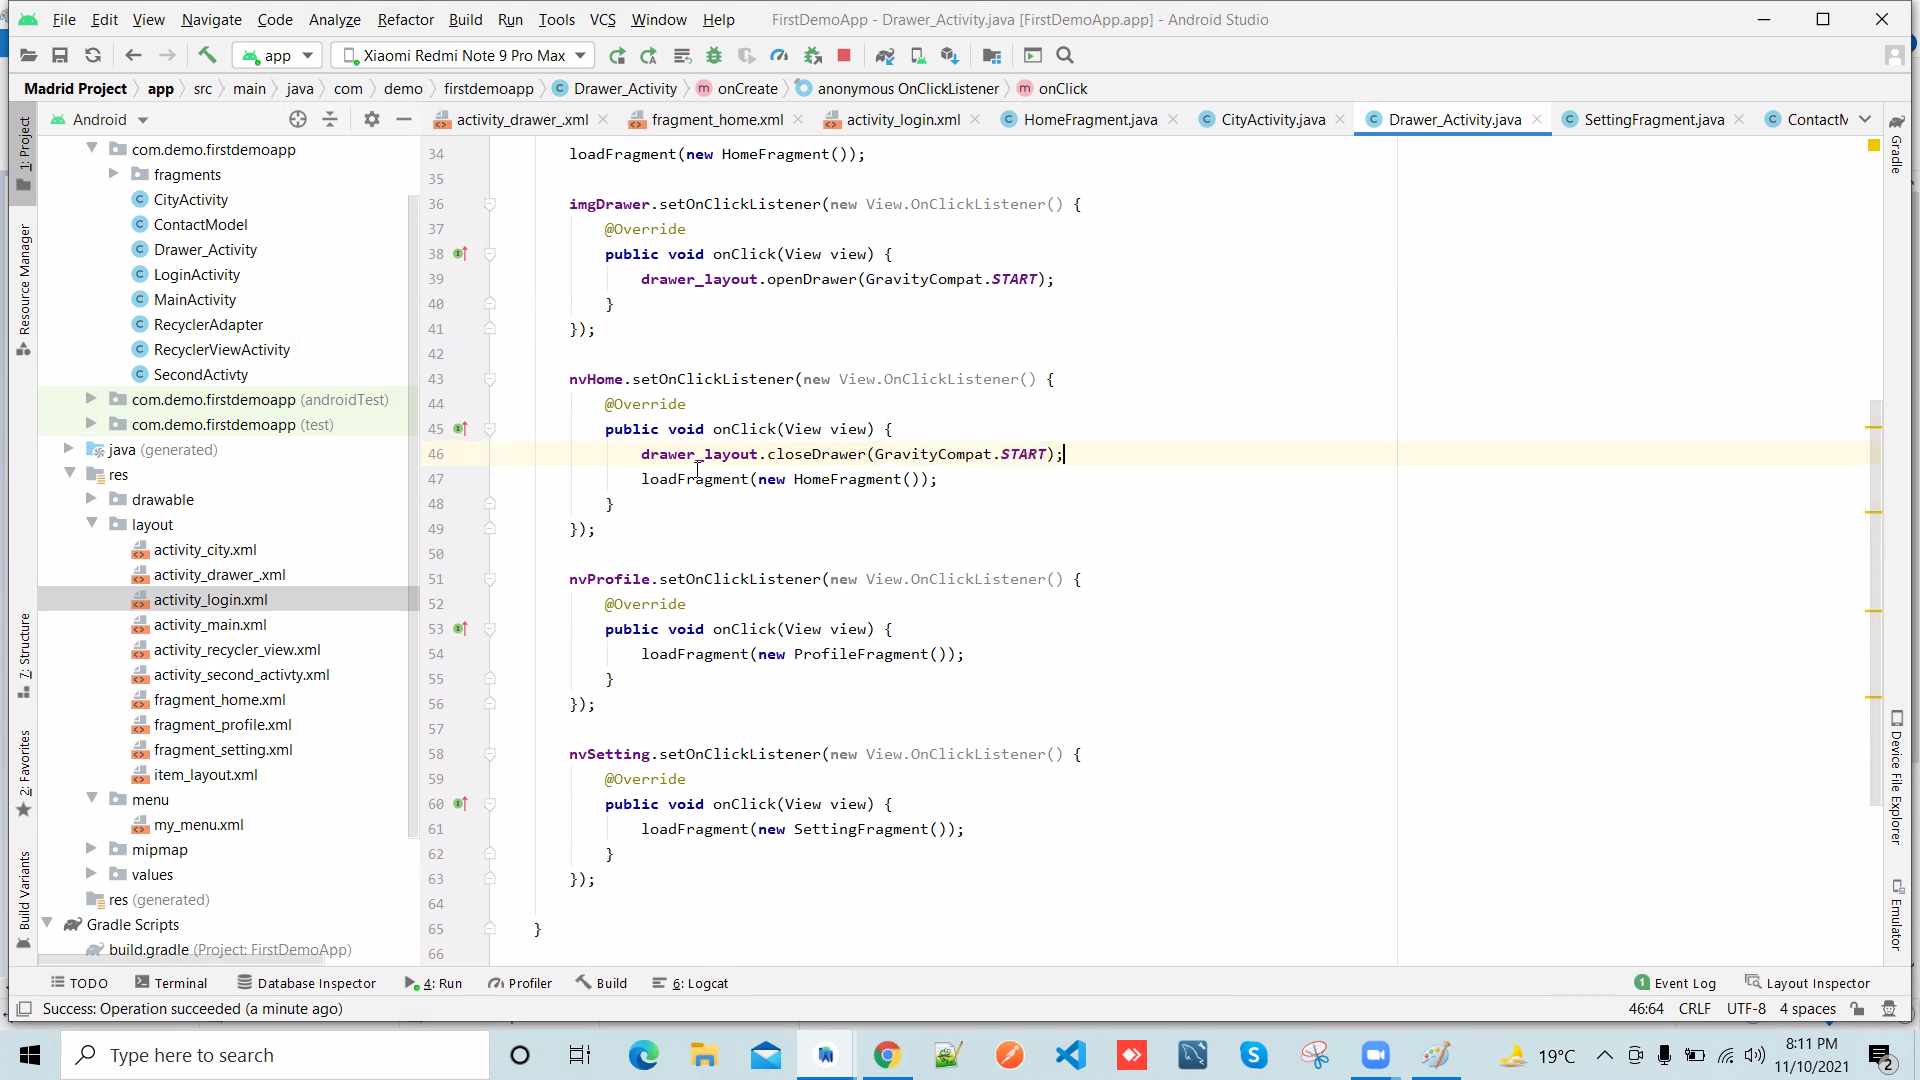 File Edit View Navigate Code Analyze Refactor Build Run Tools VCS Window Help FirstDemoApp - Drawer_Activity.java [FirstDemoApp.app] - Android Studio
app Xiaomi Redmi Note 9 Pro Max
Madrid Project app src main java com demo firstdemoapp Drawer_Activity onCreate anonymous OnClickListener onClick
Android activity_drawer_.xml fragment_home.xml activity_login.xml HomeFragment.java CityActivity.java Drawer_Activity.java SettingFragment.java ContactM
1: Project
Resource Manager
7: Structure
2: Favorites
Build Variants
com.demo.firstdemoapp
fragments
CityActivity
ContactModel
Drawer_Activity
LoginActivity
MainActivity
RecyclerAdapter
RecyclerViewActivity
SecondActivty
com.demo.firstdemoapp (androidTest)
com.demo.firstdemoapp (test)
java (generated)
res
drawable
layout
activity_city.xml
activity_drawer_.xml
activity_login.xml
activity_main.xml
activity_recycler_view.xml
activity_second_activty.xml
fragment_home.xml
fragment_profile.xml
fragment_setting.xml
item_layout.xml
menu
my_menu.xml
mipmap
values
res (generated)
Gradle Scripts
build.gradle (Project: FirstDemoApp)
34 loadFragment(new HomeFragment());
35
36 imgDrawer.setOnClickListener(new View.OnClickListener() {
37 @Override
38 public void onClick(View view) {
39 drawer_layout.openDrawer(GravityCompat.START);
40 }
41 });
42
43 nvHome.setOnClickListener(new View.OnClickListener() {
44 @Override
45 public void onClick(View view) {
46 drawer_layout.closeDrawer(GravityCompat.START);
47 loadFragment(new HomeFragment());
48 }
49 });
50
51 nvProfile.setOnClickListener(new View.OnClickListener() {
52 @Override
53 public void onClick(View view) {
54 loadFragment(new ProfileFragment());
55 }
56 });
57
58 nvSetting.setOnClickListener(new View.OnClickListener() {
59 @Override
60 public void onClick(View view) {
61 loadFragment(new SettingFragment());
62 }
63 });
64
65 }
66
Gradle
Device File Explorer
Emulator
TODO Terminal Database Inspector 4: Run Profiler Build 6: Logcat 1 Event Log Layout Inspector
Success: Operation succeeded (a minute ago) 46:64 CRLF UTF-8 4 spaces
Type here to search 19°C 8:11 PM
11/10/2021 2